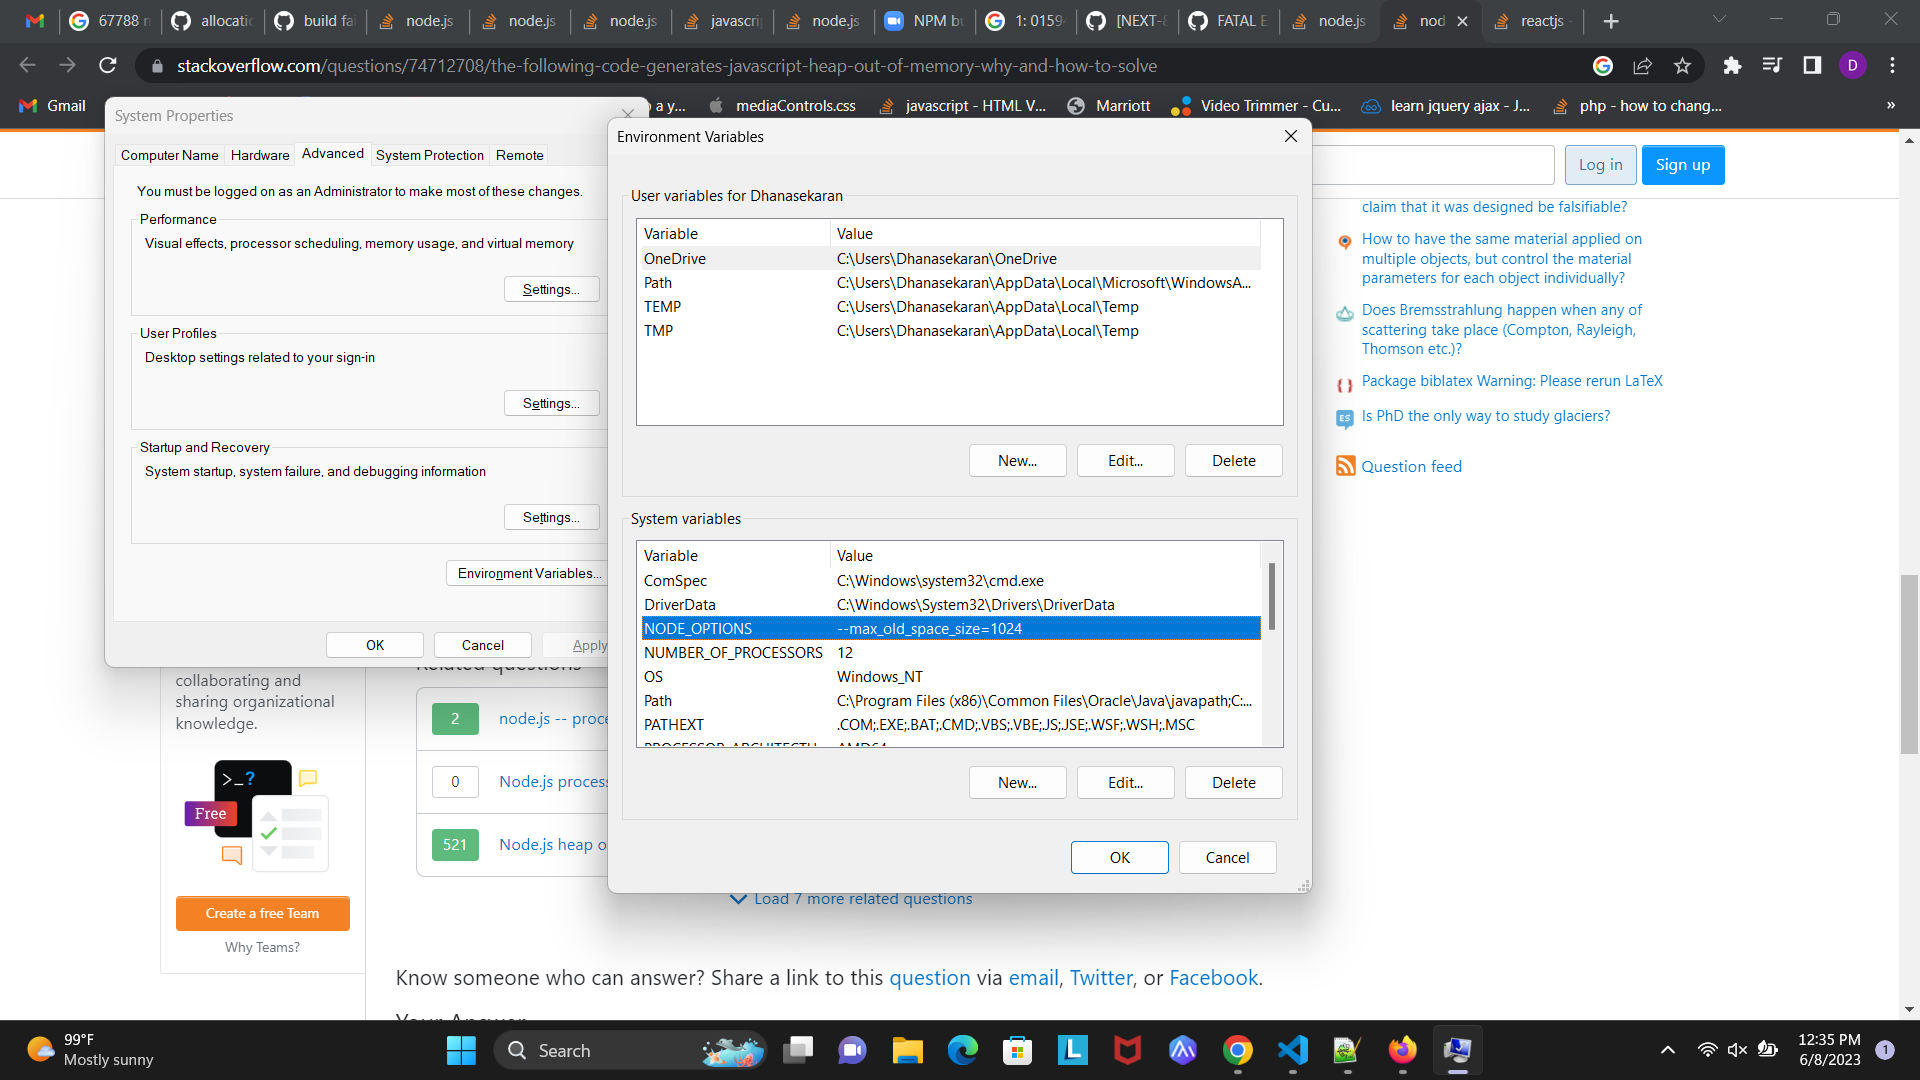 67788 n
allocatic
build fai
node.js
node.js
node.js
javascrip
node.js
NPM bu
1: 0159
[NEXT-8
FATAL E
node.js
nod
reactjs -
stackoverflow.com/questions/74712708/the-following-code-generates-javascript-heap-out-of-memory-why-and-how-to-solve
D
Gmail
o a y...
mediaControls.css
javascript - HTML V...
Marriott
Video Trimmer - Cu...
learn jquery ajax - J...
php - how to chang...
»
System Properties
Computer Name
Hardware
Advanced
System Protection
Remote
You must be logged on as an Administrator to make most of these changes.
Performance
Visual effects, processor scheduling, memory usage, and virtual memory
Settings...
User Profiles
Desktop settings related to your sign-in
Settings...
Startup and Recovery
System startup, system failure, and debugging information
Settings...
Environment Variables...
OK
Cancel
Apply
Environment Variables
User variables for Dhanasekaran
Variable Value
OneDrive C:\Users\Dhanasekaran\OneDrive
Path C:\Users\Dhanasekaran\AppData\Local\Microsoft\WindowsA...
TEMP C:\Users\Dhanasekaran\AppData\Local\Temp
TMP C:\Users\Dhanasekaran\AppData\Local\Temp
New...
Edit...
Delete
System variables
Variable Value
ComSpec C:\Windows\system32\cmd.exe
DriverData C:\Windows\System32\Drivers\DriverData
NODE_OPTIONS --max_old_space_size=1024
NUMBER_OF_PROCESSORS 12
OS Windows_NT
Path C:\Program Files (x86)\Common Files\Oracle\Java\javapath;C:...
PATHEXT .COM;.EXE;.BAT;.CMD;.VBS;.VBE;.JS;.JSE;.WSF;.WSH;.MSC
PROCESSOR_ARCHITECTU... AMD64
New...
Edit...
Delete
OK
Cancel
Log in
Sign up
claim that it was designed be falsifiable?
How to have the same material applied on
multiple objects, but control the material
parameters for each object individually?
Does Bremsstrahlung happen when any of
scattering take place (Compton, Rayleigh,
Thomson etc.)?
Package biblatex Warning: Please rerun LaTeX
ES
Is PhD the only way to study glaciers?
Question feed
collaborating and
sharing organizational
knowledge.
>_?
Free
Create a free Team
Why Teams?
Related questions
2
node.js -- proce
0
Node.js process
521
Node.js heap o
Load 7 more related questions
Know someone who can answer? Share a link to this question via email, Twitter, or Facebook.
Your Answer
99°F
Mostly sunny
Search
L
12:35 PM
6/8/2023
1